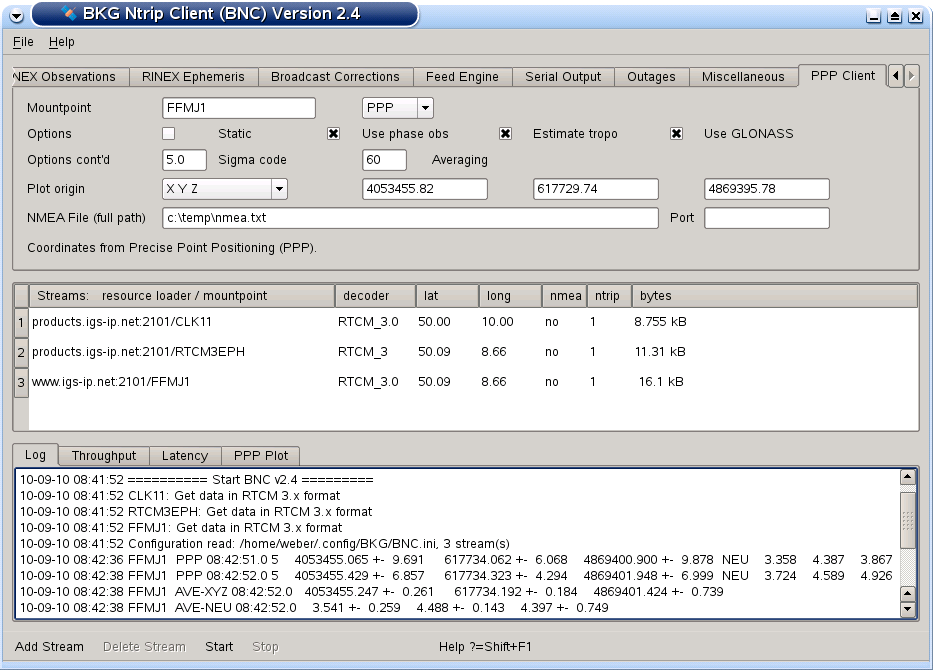 BKG Ntrip Client (BNC) Version 2.4
File Help
NEX Observations RINEX Ephemeris Broadcast Corrections Feed Engine Serial Output Outages Miscellaneous PPP Client
Mountpoint FFMJ1 PPP
Options Static Use phase obs Estimate tropo Use GLONASS
Options cont'd 5.0 Sigma code 60 Averaging
Plot origin X Y Z 4053455.82 617729.74 4869395.78
NMEA File (full path) c:\temp\nmea.txt Port
Coordinates from Precise Point Positioning (PPP).
Streams: resource loader / mountpoint decoder lat long nmea ntrip bytes
1 products.igs-ip.net:2101/CLK11 RTCM_3.0 50.00 10.00 no 1 8.755 kB
2 products.igs-ip.net:2101/RTCM3EPH RTCM_3 50.09 8.66 no 1 11.31 kB
3 www.igs-ip.net:2101/FFMJ1 RTCM_3.0 50.09 8.66 no 1 16.1 kB
Log Throughput Latency PPP Plot
10-09-10 08:41:52 ========== Start BNC v2.4 =========
10-09-10 08:41:52 CLK11: Get data in RTCM 3.x format
10-09-10 08:41:52 RTCM3EPH: Get data in RTCM 3.x format
10-09-10 08:41:52 FFMJ1: Get data in RTCM 3.x format
10-09-10 08:41:52 Configuration read: /home/weber/.config/BKG/BNC.ini, 3 stream(s)
10-09-10 08:42:36 FFMJ1 PPP 08:42:51.0 5 4053455.065 +- 9.691 617734.062 +- 6.068 4869400.900 +- 9.878 NEU 3.358 4.387 3.867
10-09-10 08:42:38 FFMJ1 PPP 08:42:52.0 5 4053455.429 +- 6.857 617734.323 +- 4.294 4869401.948 +- 6.999 NEU 3.724 4.589 4.926
10-09-10 08:42:38 FFMJ1 AVE-XYZ 08:42:52.0 4053455.247 +- 0.261 617734.192 +- 0.184 4869401.424 +- 0.739
10-09-10 08:42:38 FFMJ1 AVE-NEU 08:42:52.0 3.541 +- 0.259 4.488 +- 0.143 4.397 +- 0.749
Add Stream Delete Stream Start Stop Help ?=Shift+F1